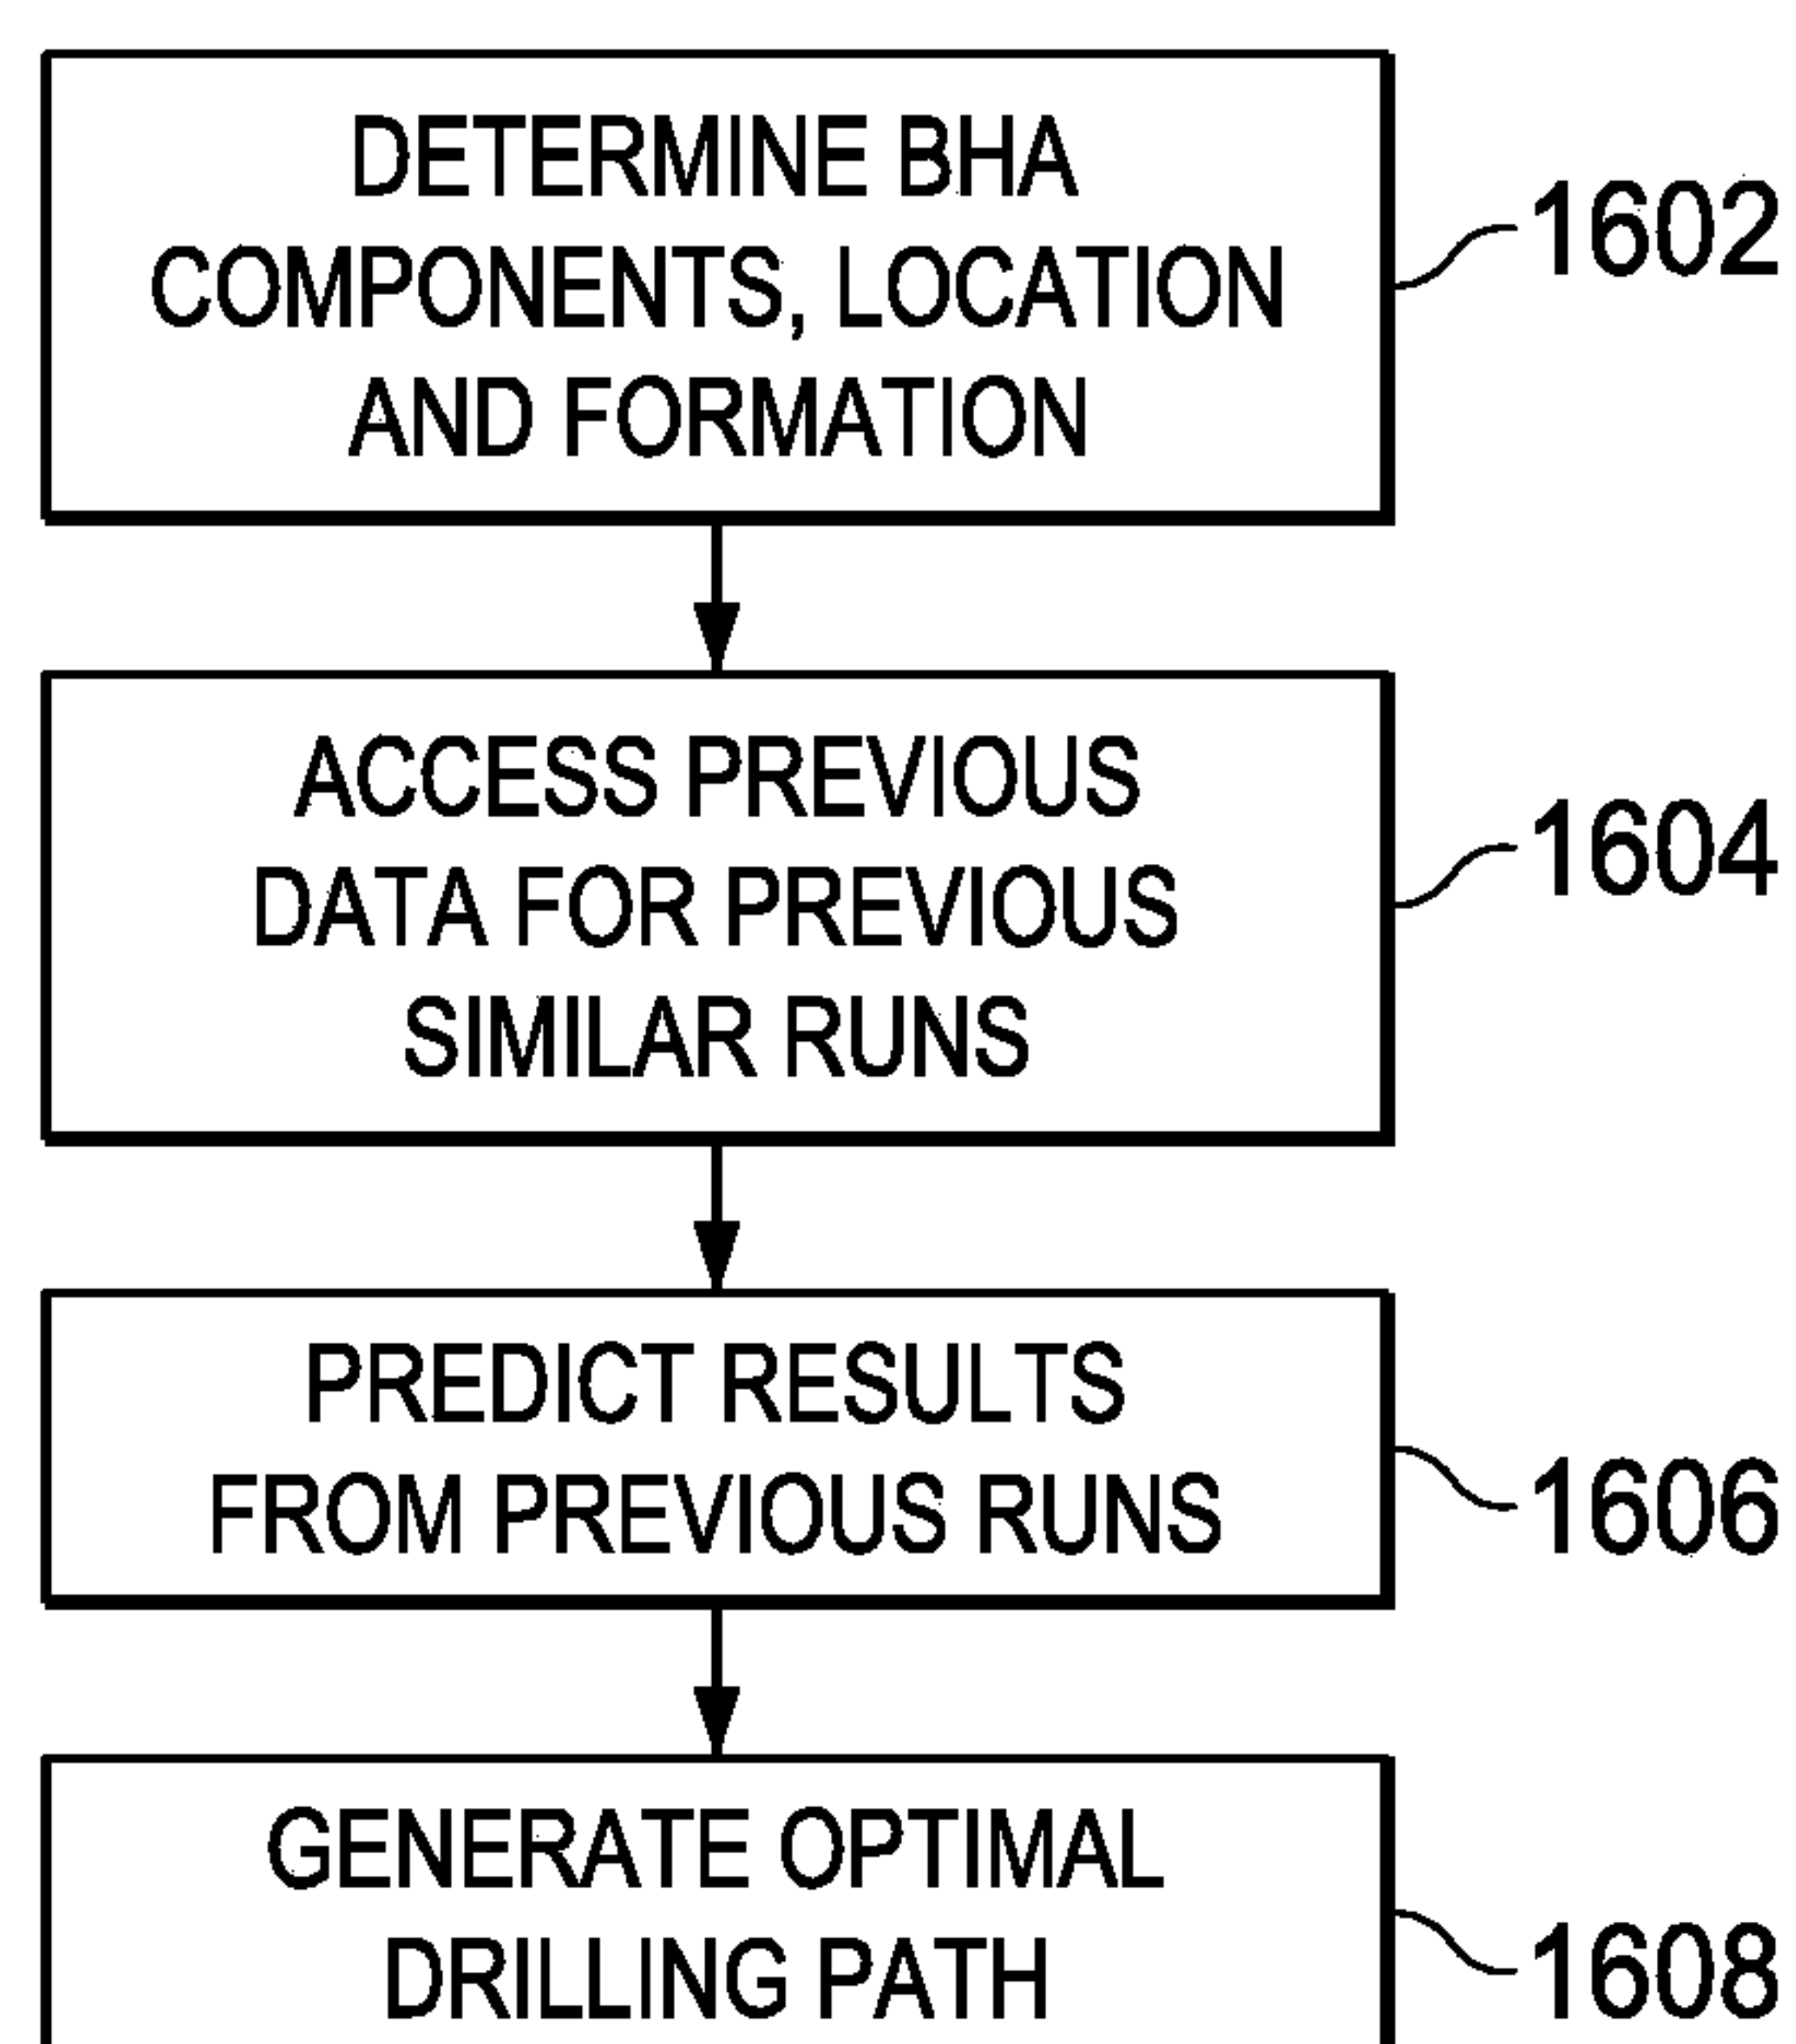 DETERMINE BHA
COMPONENTS, LOCATION
AND FORMATION
1602
ACCESS PREVIOUS
DATA FOR PREVIOUS
SIMILAR RUNS
1604
PREDICT RESULTS
FROM PREVIOUS RUNS
1606
GENERATE OPTIMAL
DRILLING PATH
1608